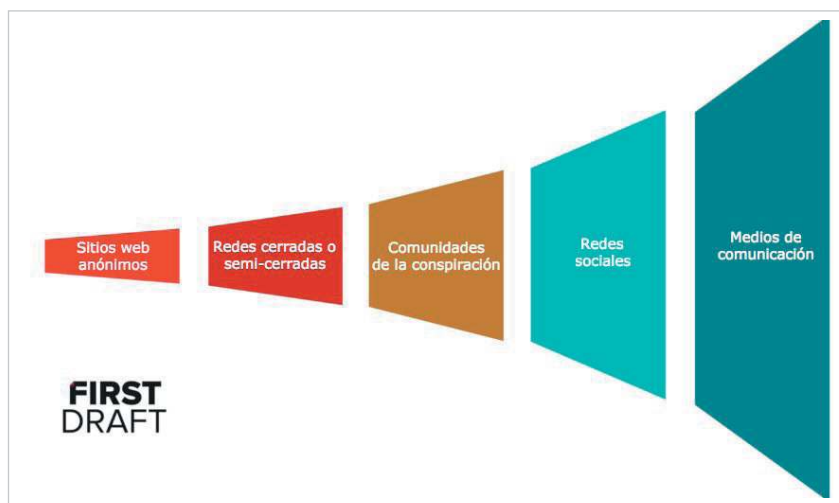 Sitios web
anónimos
Redes cerradas o
semi-cerradas
Comunidades
de la conspiración
Redes
sociales
Medios de
comunicación
FIRST
DRAFT